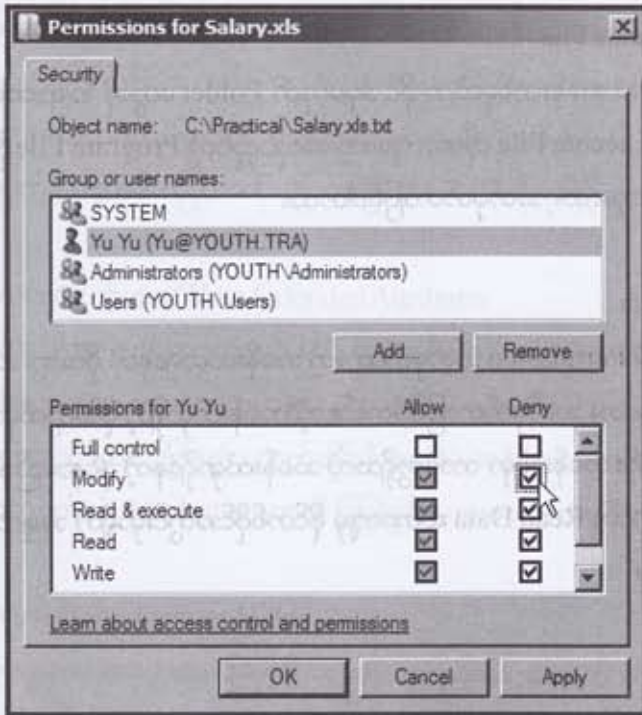 Permissions for Salary.xls
Security
Object name: C:\Practical\Salary.xls.txt
Group or user names:
SYSTEM
Yu Yu (Yu@YOUTH.TRA)
Administrators (YOUTH\Administrators)
Users (YOUTH\Users)
Add... Remove
Permissions for Yu Yu Allow Deny
Full control
Modify
Read & execute
Read
Write
Learn about access control and permissions
OK Cancel Apply